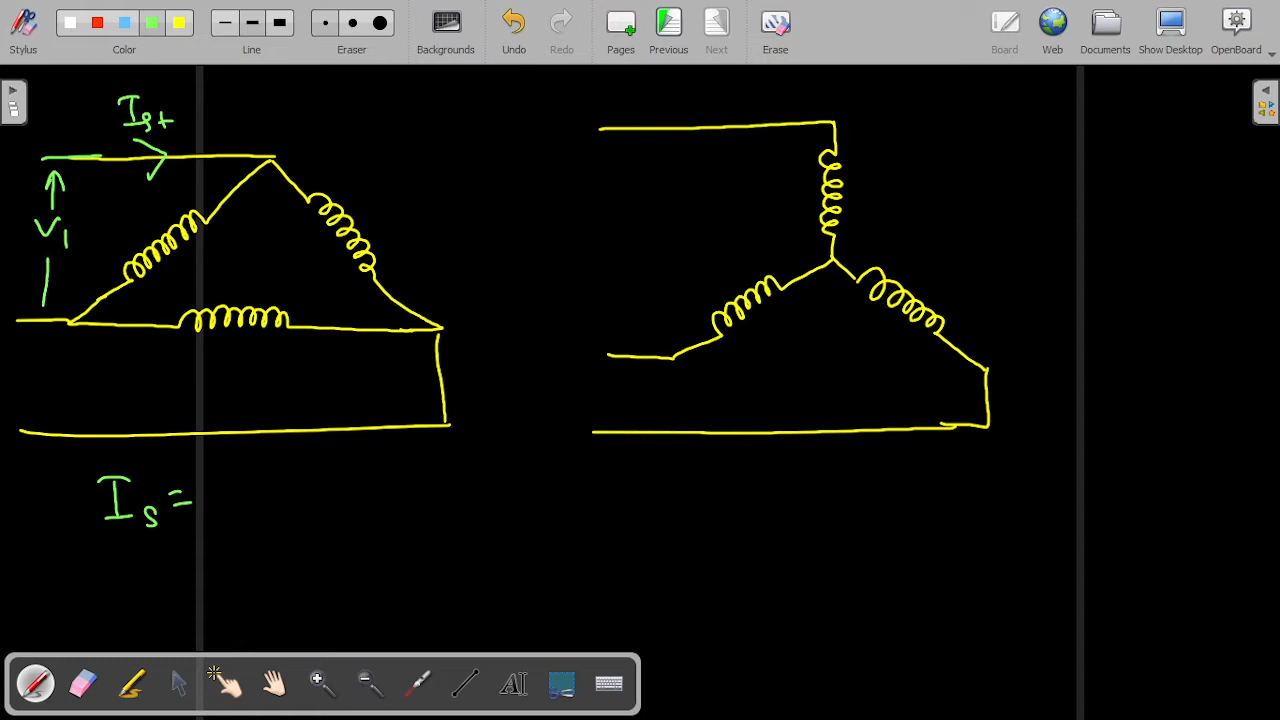 Stylus Color Line Eraser Backgrounds Undo Redo Pages Previous Next Erase Board Web Documents Show Desktop OpenBoard
Ist
V1
Is =
AI